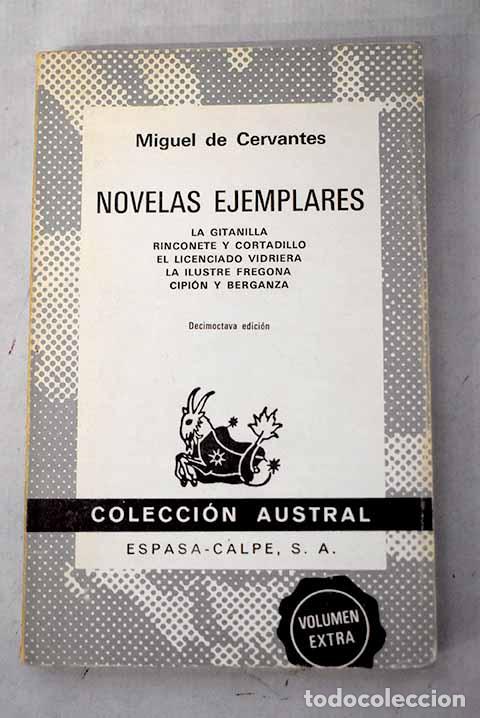 Miguel de Cervantes
NOVELAS EJEMPLARES
LA GITANILLA
RINCONETE Y CORTADILLO
EL LICENCIADO VIDRIERA
LA ILUSTRE FREGONA
CIPIÓN Y BERGANZA
Decimoctava edición
COLECCIÓN AUSTRAL
ESPASA-CALPE, S. A.
VOLUMEN
EXTRA
todocoleccion